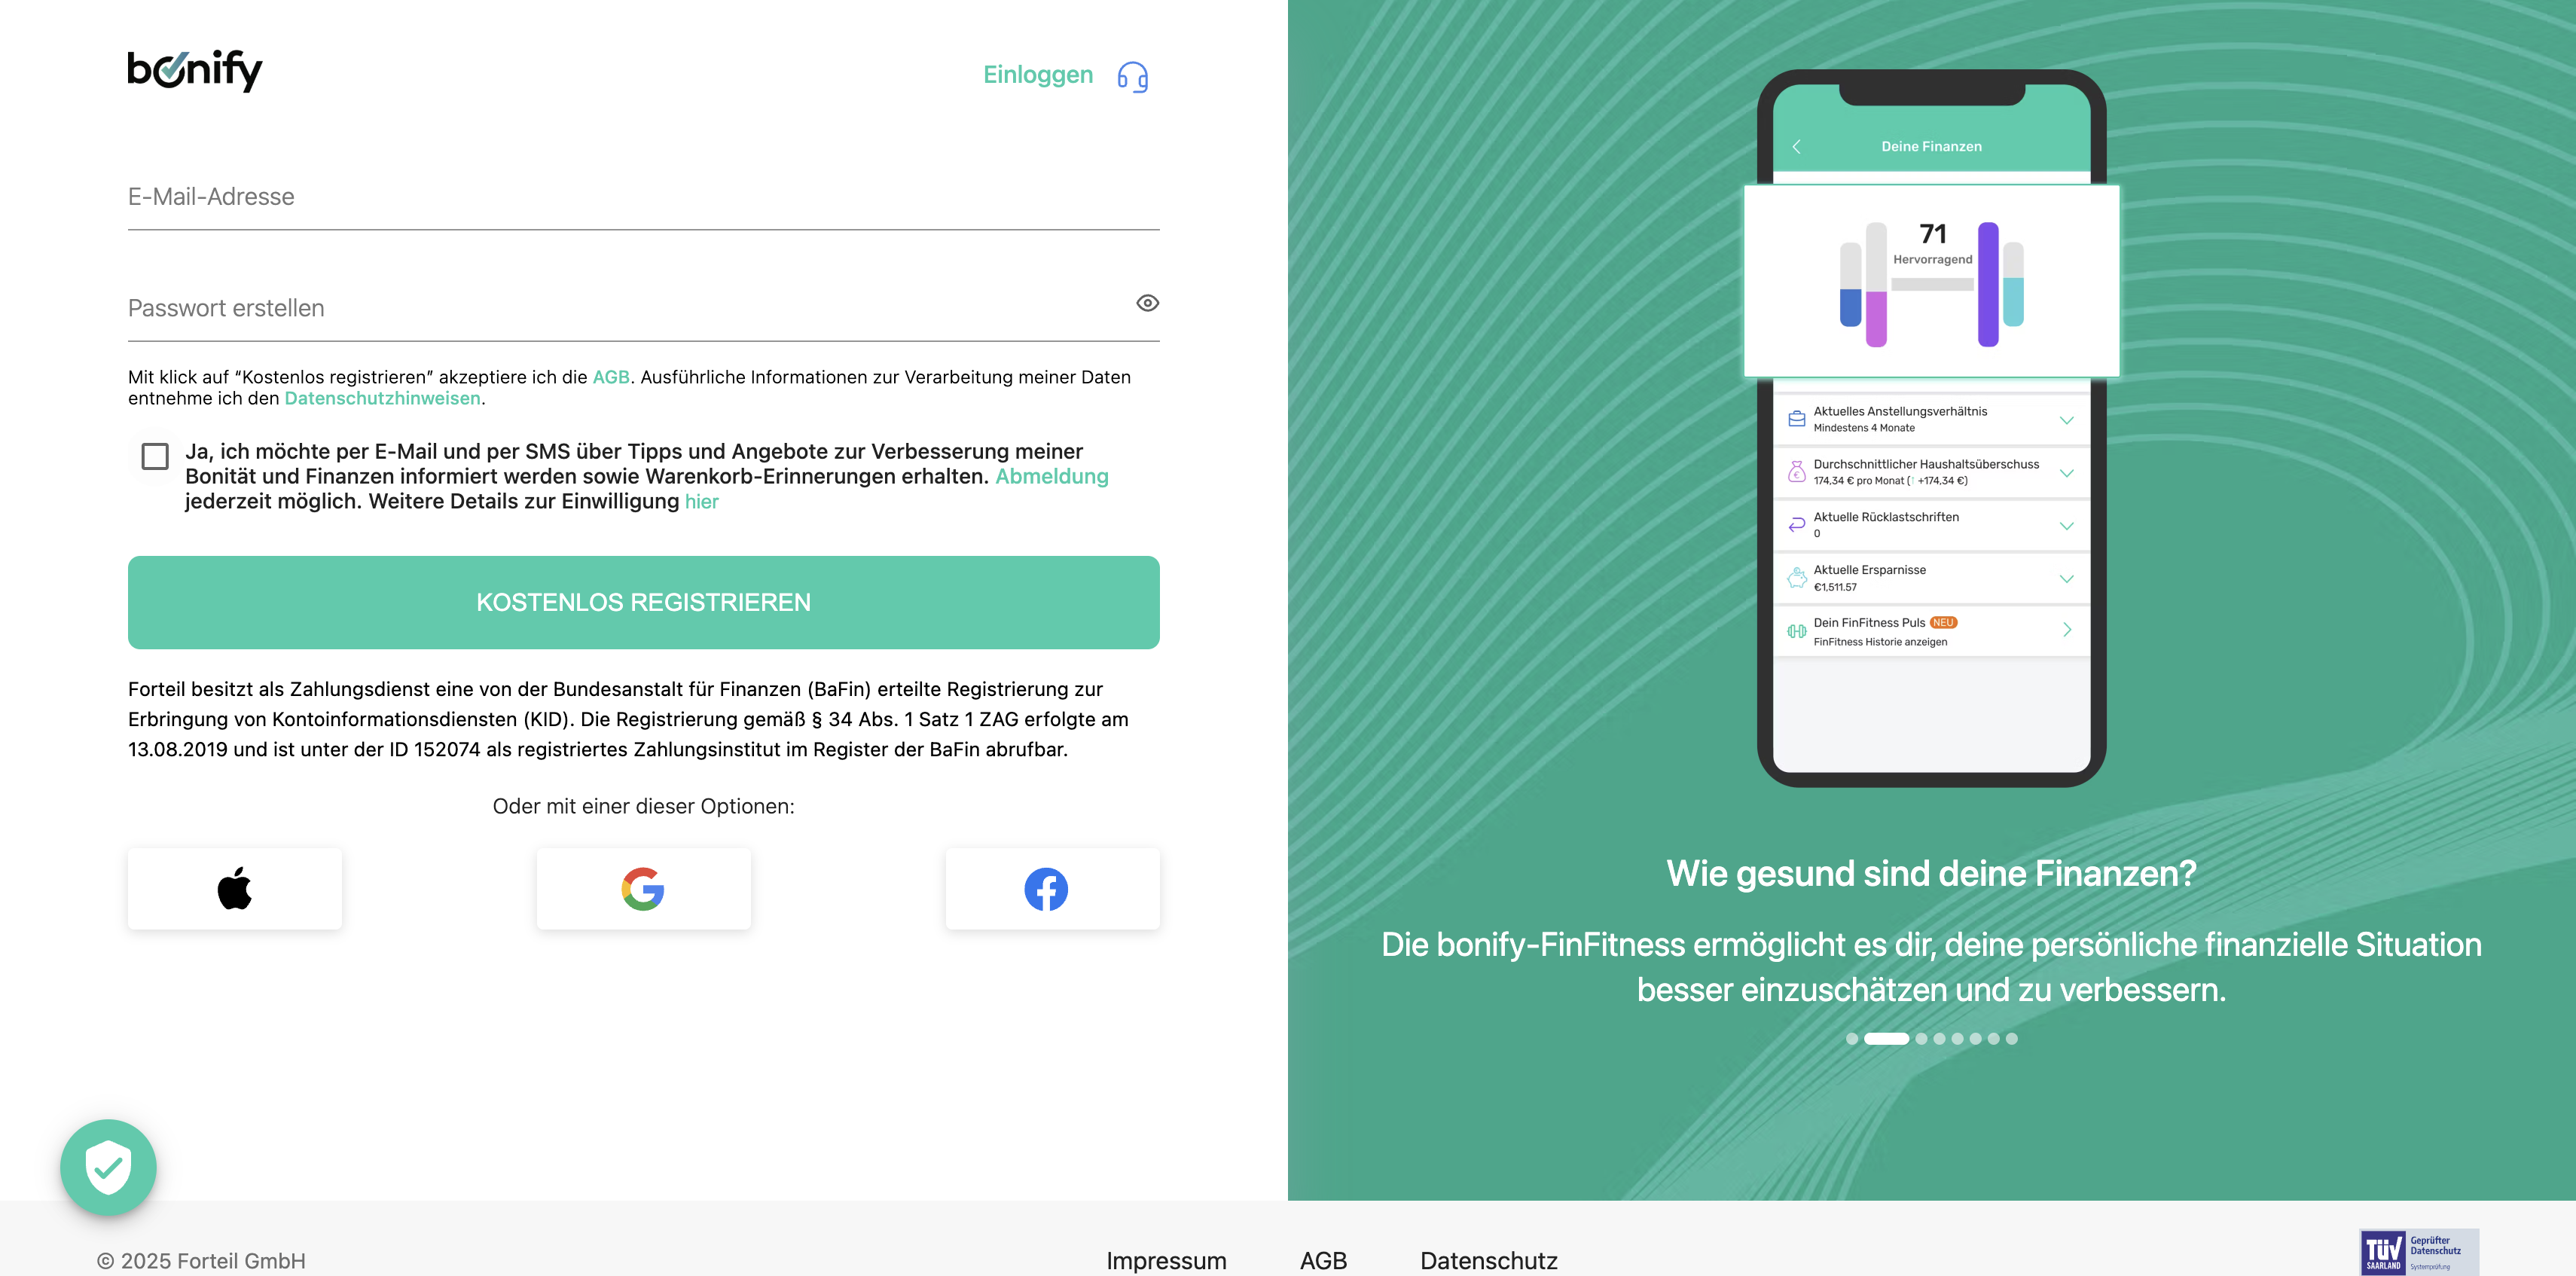 bonify
Einloggen
E-Mail-Adresse
Passwort erstellen
Mit klick auf “Kostenlos registrieren” akzeptiere ich die AGB. Ausführliche Informationen zur Verarbeitung meiner Daten
entnehme ich den Datenschutzhinweisen.
Ja, ich möchte per E-Mail und per SMS über Tipps und Angebote zur Verbesserung meiner
Bonität und Finanzen informiert werden sowie Warenkorb-Erinnerungen erhalten. Abmeldung
jederzeit möglich. Weitere Details zur Einwilligung hier
KOSTENLOS REGISTRIEREN
Forteil besitzt als Zahlungsdienst eine von der Bundesanstalt für Finanzen (BaFin) erteilte Registrierung zur
Erbringung von Kontoinformationsdiensten (KID). Die Registrierung gemäß § 34 Abs. 1 Satz 1 ZAG erfolgte am
13.08.2019 und ist unter der ID 152074 als registriertes Zahlungsinstitut im Register der BaFin abrufbar.
Oder mit einer dieser Optionen:
Deine Finanzen
71
Hervorragend
Aktuelles Anstellungsverhältnis
Mindestens 4 Monate
Durchschnittlicher Haushaltsüberschuss
174,34 € pro Monat (↑ +174,34 €)
Aktuelle Rücklastschriften
0
Aktuelle Ersparnisse
€1,511.57
Dein FinFitness Puls NEU
FinFitness Historie anzeigen
Wie gesund sind deine Finanzen?
Die bonify-FinFitness ermöglicht es dir, deine persönliche finanzielle Situation
besser einzuschätzen und zu verbessern.
© 2025 Forteil GmbH
Impressum
AGB
Datenschutz
TÜV
SAARLAND
Geprüfter
Datenschutz
Systemprüfung